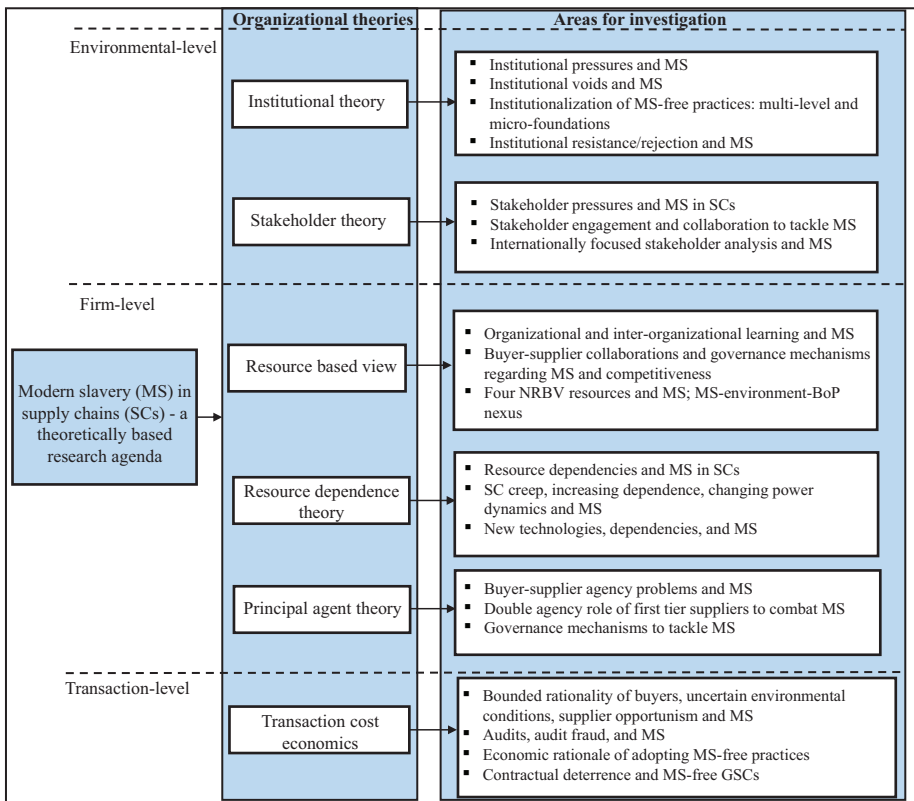 Organizational theories
Areas for investigation
Environmental-level
Institutional theory
▪ Institutional pressures and MS
▪ Institutional voids and MS
▪ Institutionalization of MS-free practices: multi-level and
micro-foundations
▪ Institutional resistance/rejection and MS
Stakeholder theory
▪ Stakeholder pressures and MS in SCs
▪ Stakeholder engagement and collaboration to tackle MS
▪ Internationally focused stakeholder analysis and MS
Firm-level
Modern slavery (MS) in
supply chains (SCs) - a
theoretically based
research agenda
Resource based view
▪ Organizational and inter-organizational learning and MS
▪ Buyer-supplier collaborations and governance mechanisms
regarding MS and competitiveness
▪ Four NRBV resources and MS; MS-environment-BoP
nexus
Resource dependence
theory
▪ Resource dependencies and MS in SCs
▪ SC creep, increasing dependence, changing power
dynamics and MS
▪ New technologies, dependencies, and MS
Principal agent theory
▪ Buyer-supplier agency problems and MS
▪ Double agency role of first tier suppliers to combat MS
▪ Governance mechanisms to tackle MS
Transaction-level
Transaction cost
economics
▪ Bounded rationality of buyers, uncertain environmental
conditions, supplier opportunism and MS
▪ Audits, audit fraud, and MS
▪ Economic rationale of adopting MS-free practices
▪ Contractual deterrence and MS-free GSCs